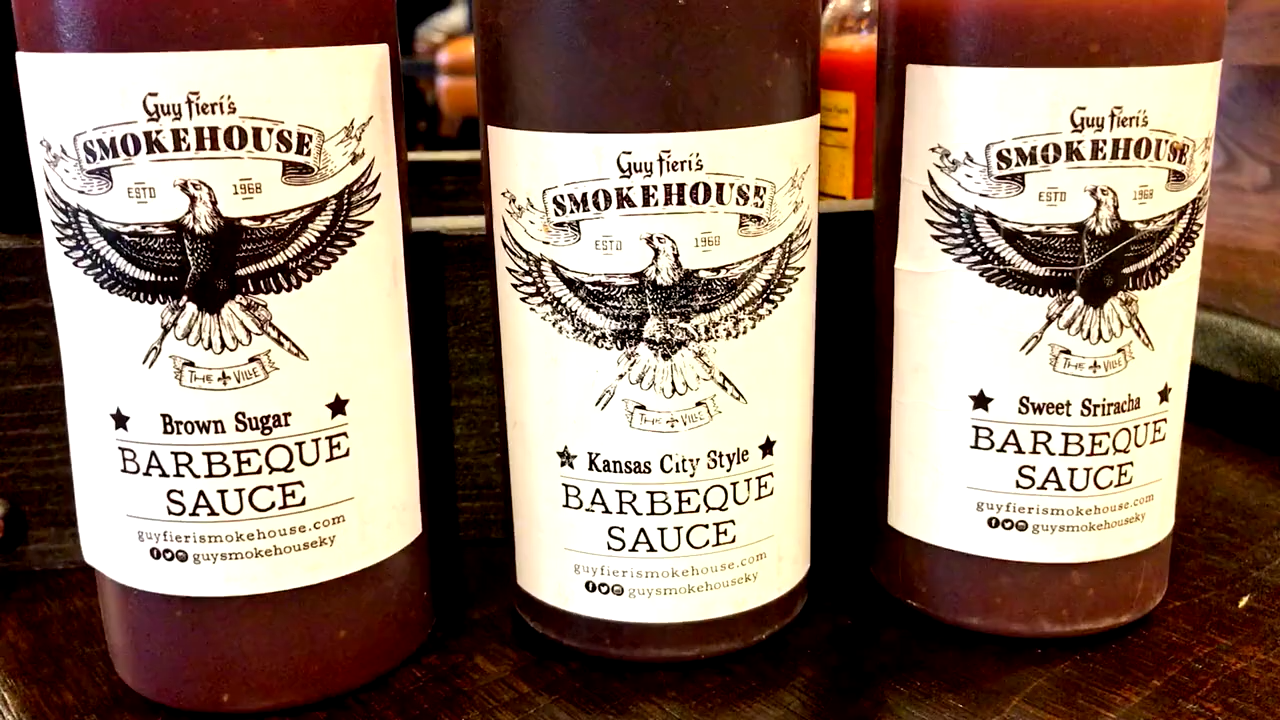 Guy Fieri's
SMOKEHOUSE
ESTD 1968
THE VILLE
Brown Sugar
BARBEQUE
SAUCE
guyfierismokehouse.com
guysmokehouseky
Guy Fieri's
SMOKEHOUSE
ESTD 1968
THE VILLE
Kansas City Style
BARBEQUE
SAUCE
guyfierismokehouse.com
guysmokehouseky
Guy Fieri's
SMOKEHOUSE
ESTD 1968
THE VILLE
Sweet Sriracha
BARBEQUE
SAUCE
guyfierismokehouse.com
guysmokehouseky